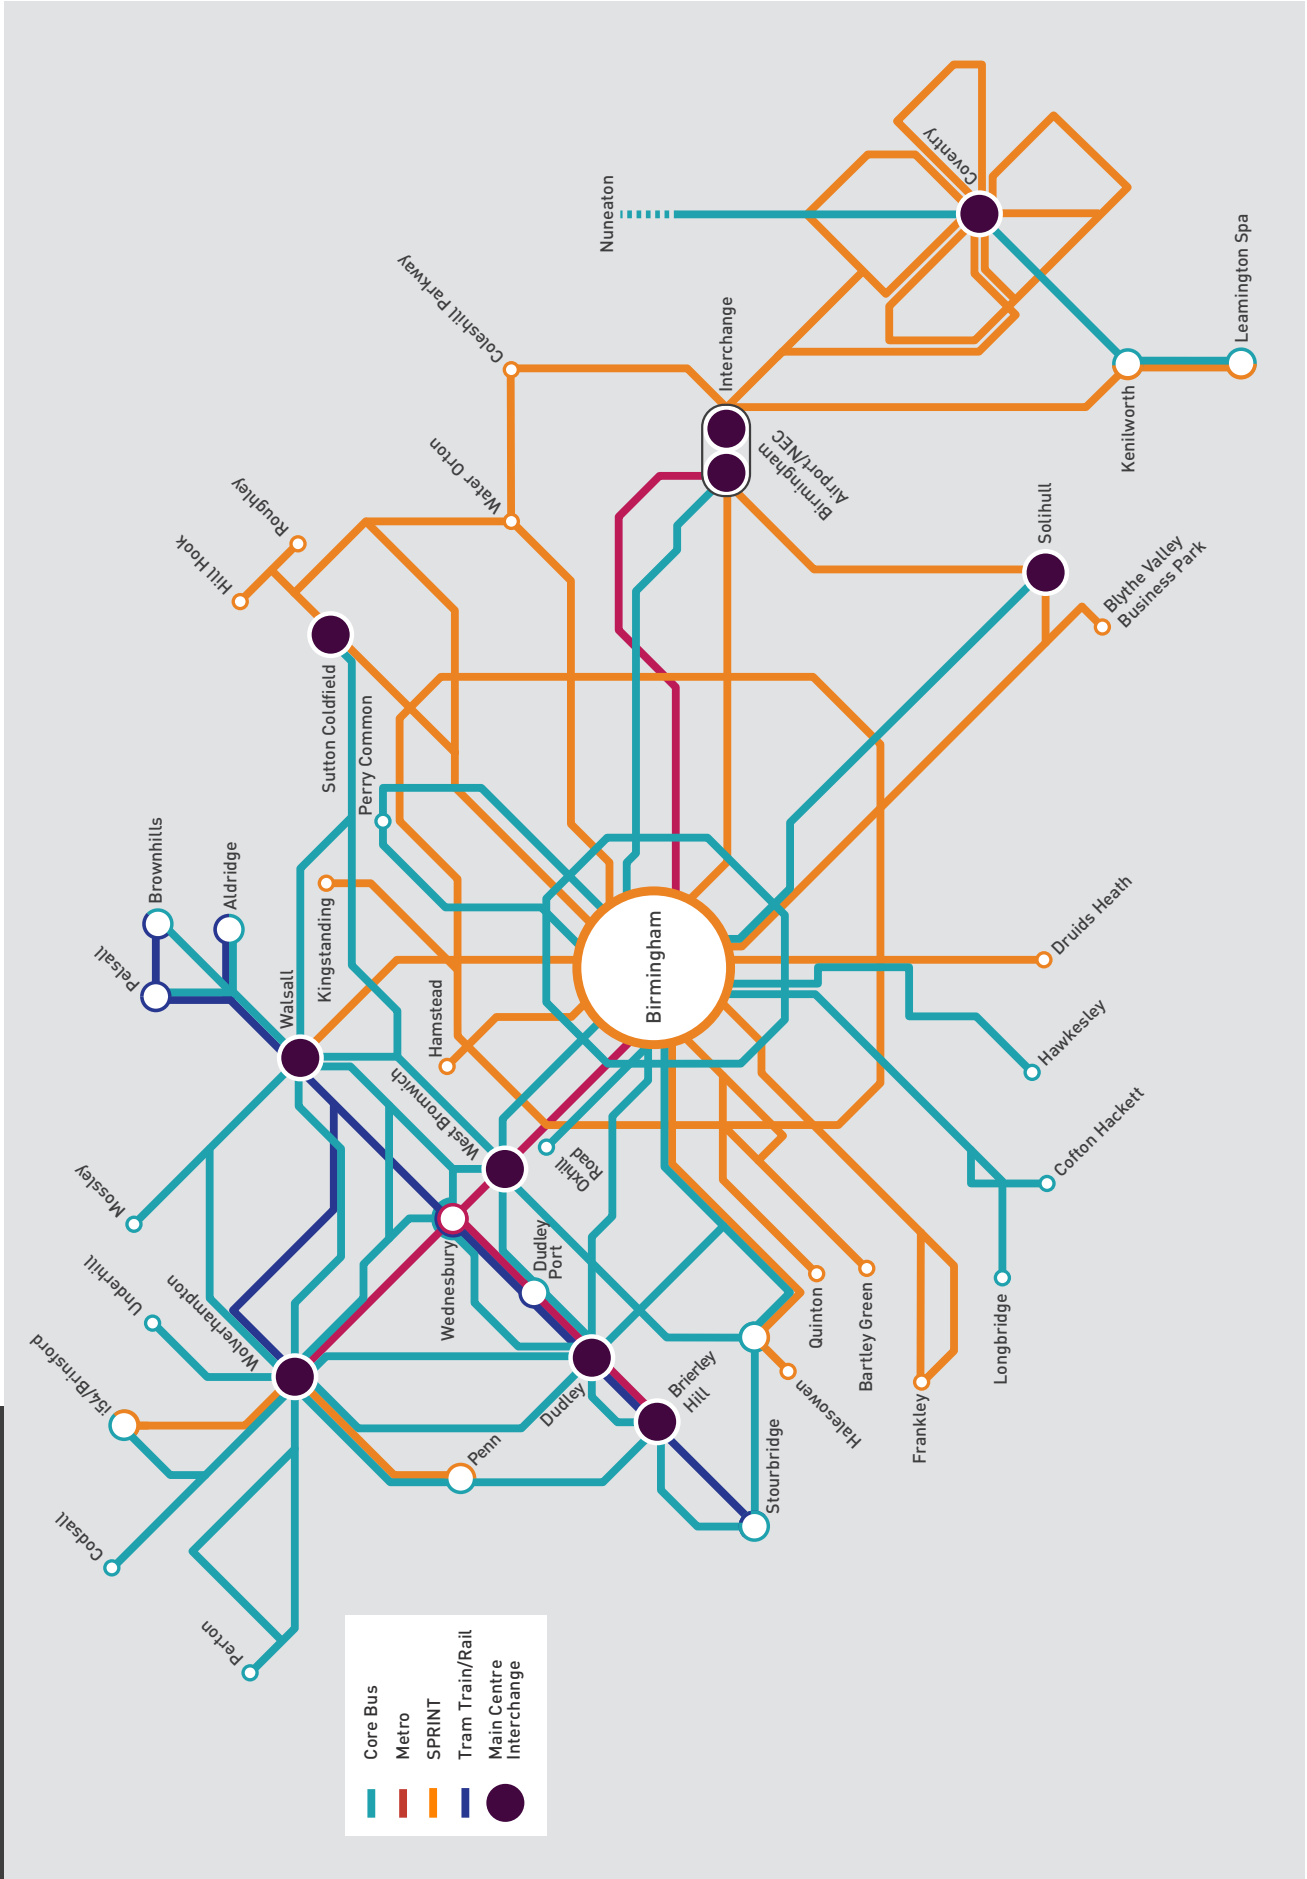 Coventry
Nuneaton
Leamington Spa
Coleshill Parkway
Interchange
Kenilworth
Birmingham
Airport/NEC
Water Orton
Roughley
Hill Hook
Solihull
Blythe Valley
Business Park
Sutton Coldfield
Perry Common
Brownhills
Aldridge
Pelsall
Kingstanding
Walsall
Hamstead
Birmingham
Druids Heath
Hawkesley
West Bromwich
Oxhill
Road
Cofton Hackett
Mossley
Underhill
Wolverhampton
Wednesbury
Dudley
Port
Quinton
Bartley Green
Longbridge
i54/Brinsford
Dudley
Brierley
Hill
Halesowen
Frankley
Penn
Stourbridge
Codsall
Perton
Core Bus
Metro
SPRINT
Tram Train/Rail
Main Centre
Interchange